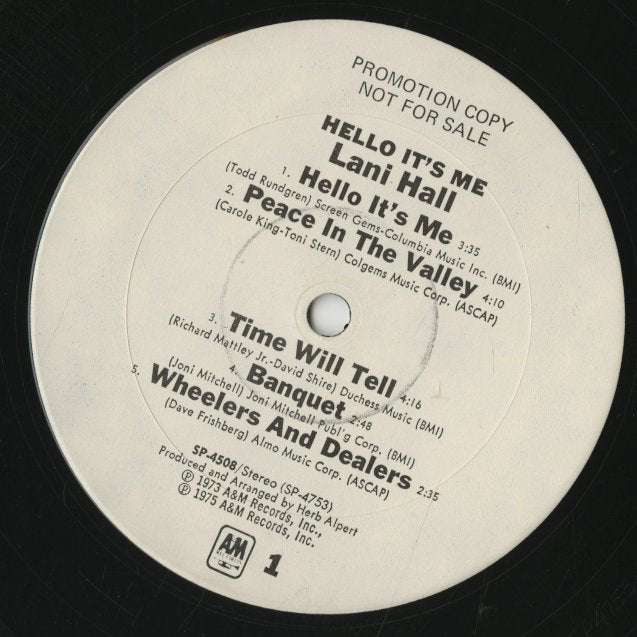 PROMOTION COPY
NOT FOR SALE
HELLO IT'S ME
Lani Hall
1. Hello It's Me 3:35
(Todd Rundgren) Screen Gems-Columbia Music Inc. (BMI)
2. Peace In The Valley 4:10
(Carole King-Toni Stern) Colgems Music Corp. (ASCAP)
3. Time Will Tell 4:16
(Richard Mattley Jr.-David Shire) Duchess Music (BMI)
4. Banquet 2:48
(Joni Mitchell) Joni Mitchell Publ'g Corp. (BMI)
5. Wheelers And Dealers 2:35
(Dave Frishberg) Almo Music Corp. (ASCAP)
SP-4508/Stereo (SP-4753)
Produced and Arranged by Herb Alpert
℗ 1973 A&M Records, Inc.,
℗ 1975 A&M Records, Inc.
A&M
RECORDS
1